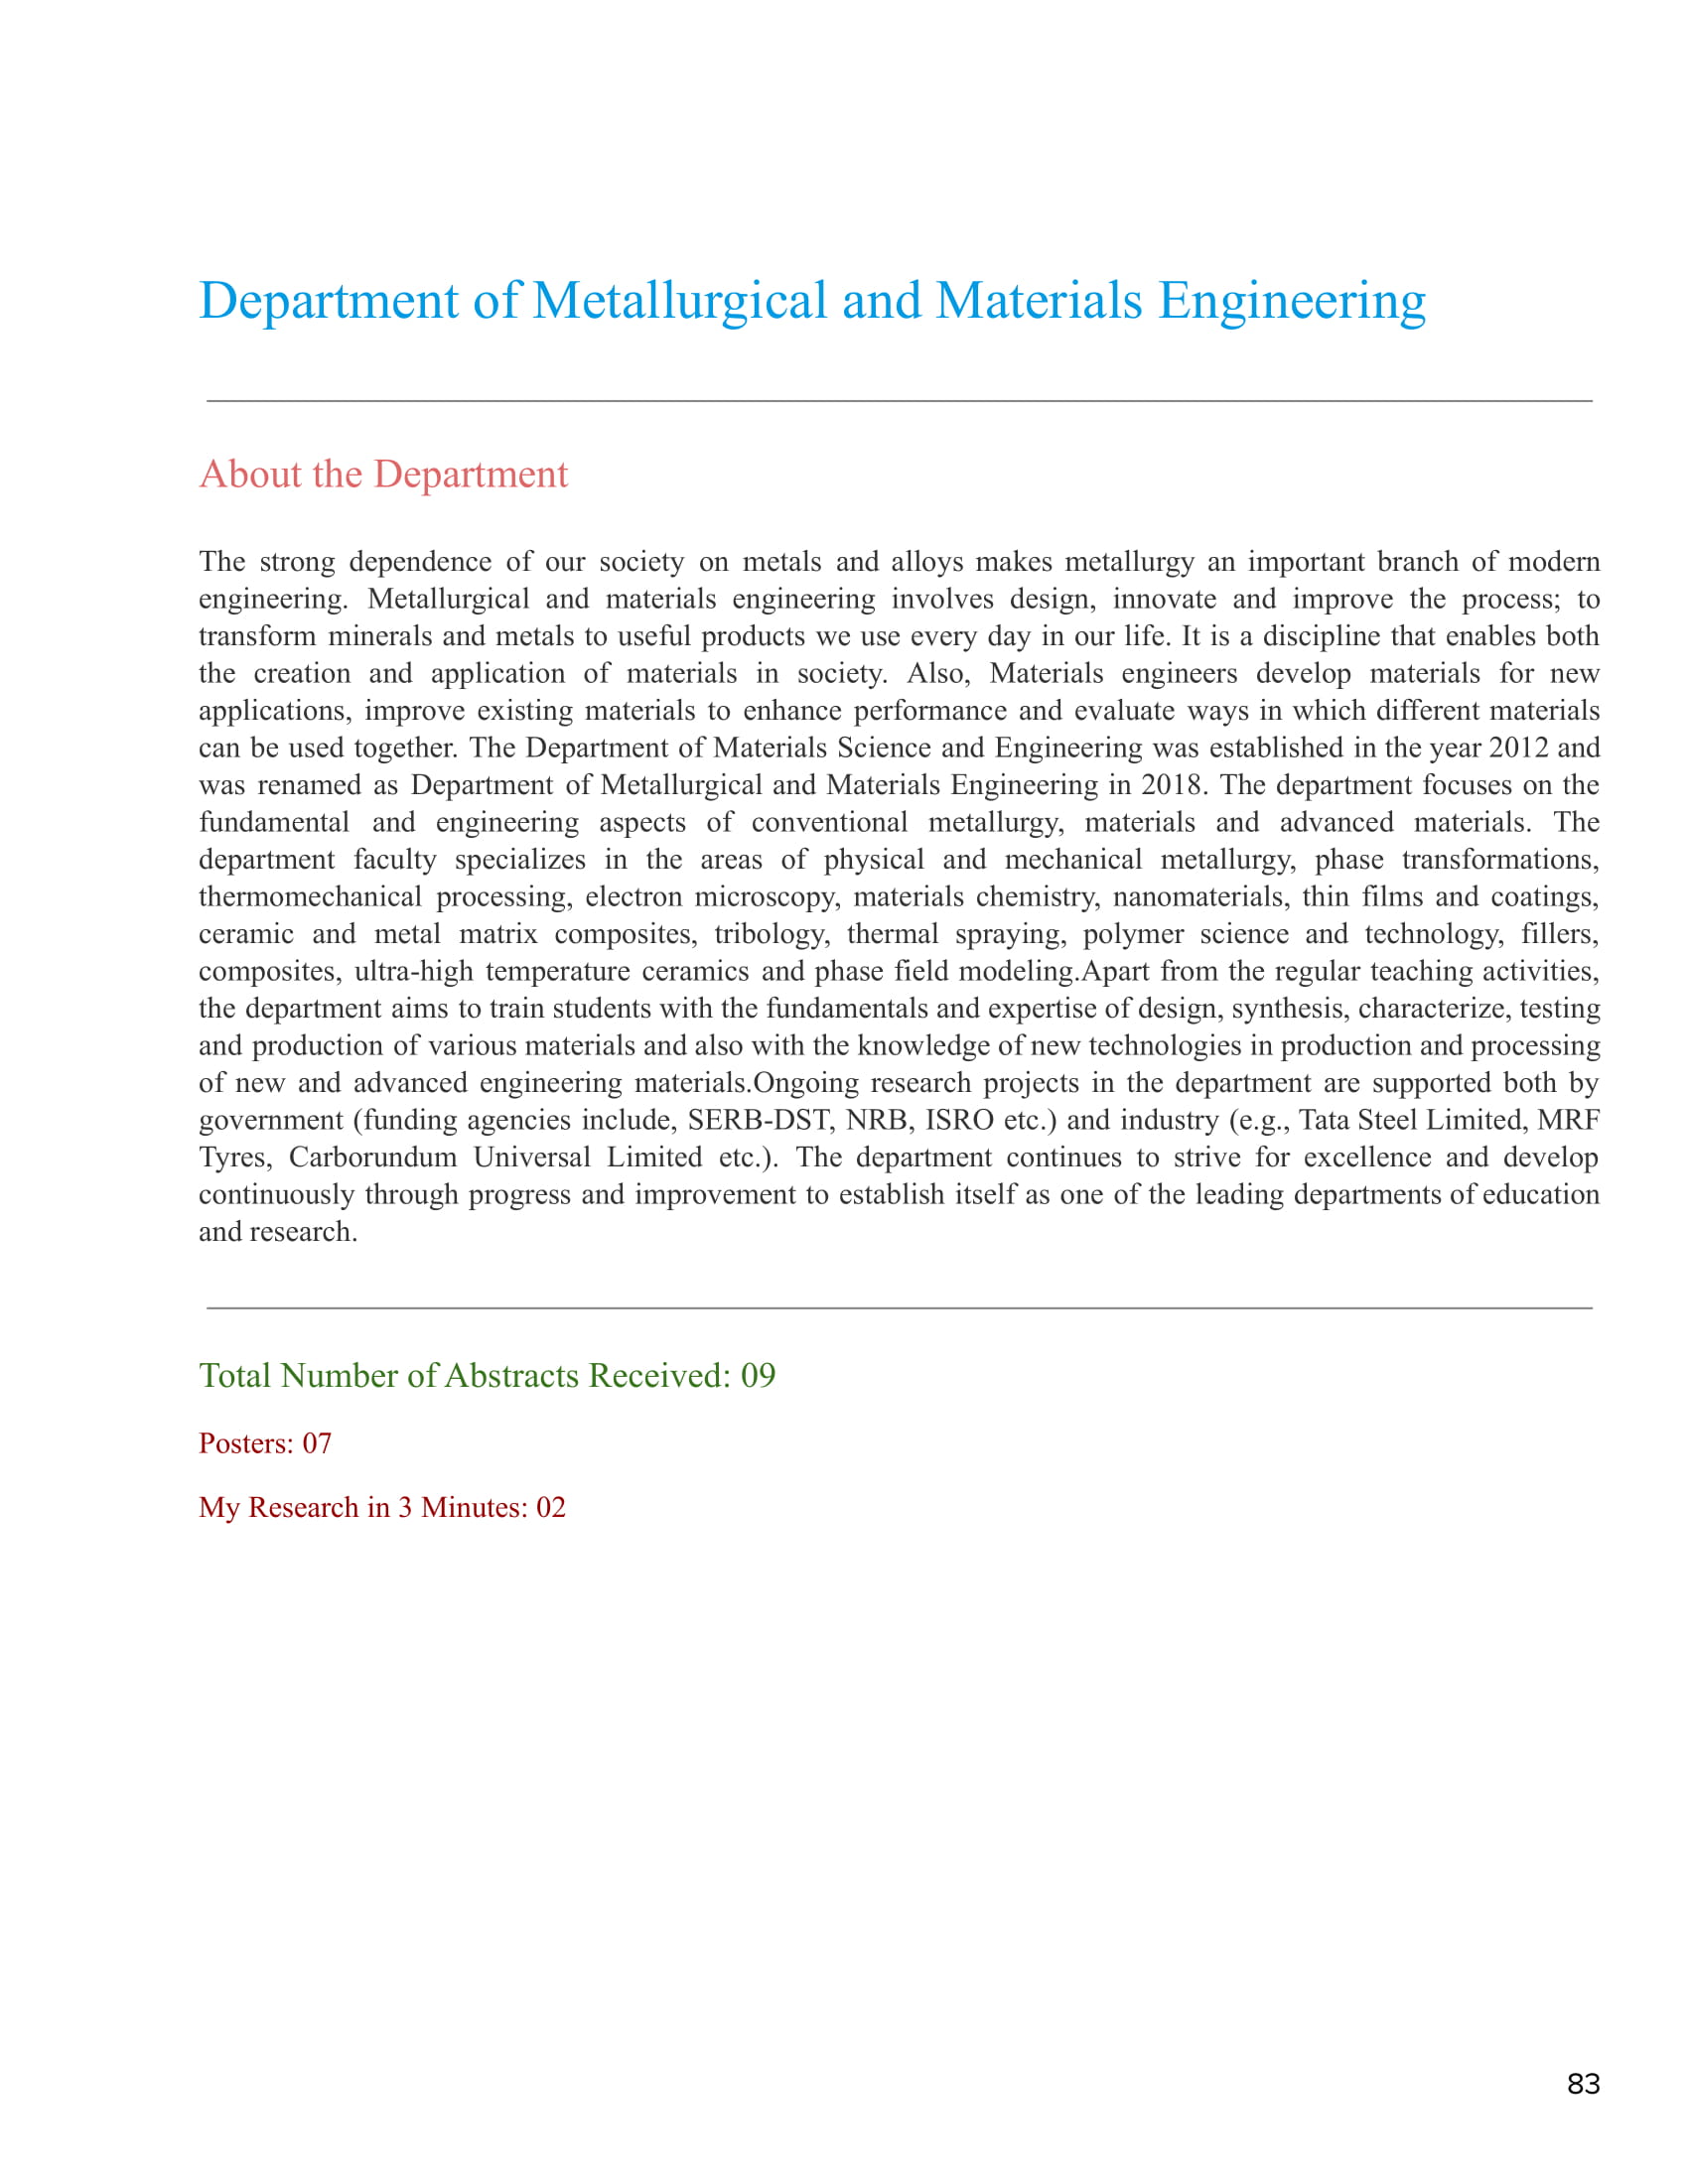 Department of Metallurgical and Materials Engineering
About the Department
The strong dependence of our society on metals and alloys makes metallurgy an important branch of modern
engineering. Metallurgical and materials engineering involves design, innovate and improve the process; to
transform minerals and metals to useful products we use every day in our life. It is a discipline that enables both
the creation and application of materials in society. Also, Materials engineers develop materials for new
applications, improve existing materials to enhance performance and evaluate ways in which different materials
can be used together. The Department of Materials Science and Engineering was established in the year 2012 and
was renamed as Department of Metallurgical and Materials Engineering in 2018. The department focuses on the
fundamental and engineering aspects of conventional metallurgy, materials and advanced materials. The
department faculty specializes in the areas of physical and mechanical metallurgy, phase transformations,
thermomechanical processing, electron microscopy, materials chemistry, nanomaterials, thin films and coatings,
ceramic and metal matrix composites, tribology, thermal spraying, polymer science and technology, fillers,
composites, ultra-high temperature ceramics and phase field modeling.Apart from the regular teaching activities,
the department aims to train students with the fundamentals and expertise of design, synthesis, characterize, testing
and production of various materials and also with the knowledge of new technologies in production and processing
of new and advanced engineering materials.Ongoing research projects in the department are supported both by
government (funding agencies include, SERB-DST, NRB, ISRO etc.) and industry (e.g., Tata Steel Limited, MRF
Tyres, Carborundum Universal Limited etc.). The department continues to strive for excellence and develop
continuously through progress and improvement to establish itself as one of the leading departments of education
and research.
Total Number of Abstracts Received: 09
Posters: 07
My Research in 3 Minutes: 02
83